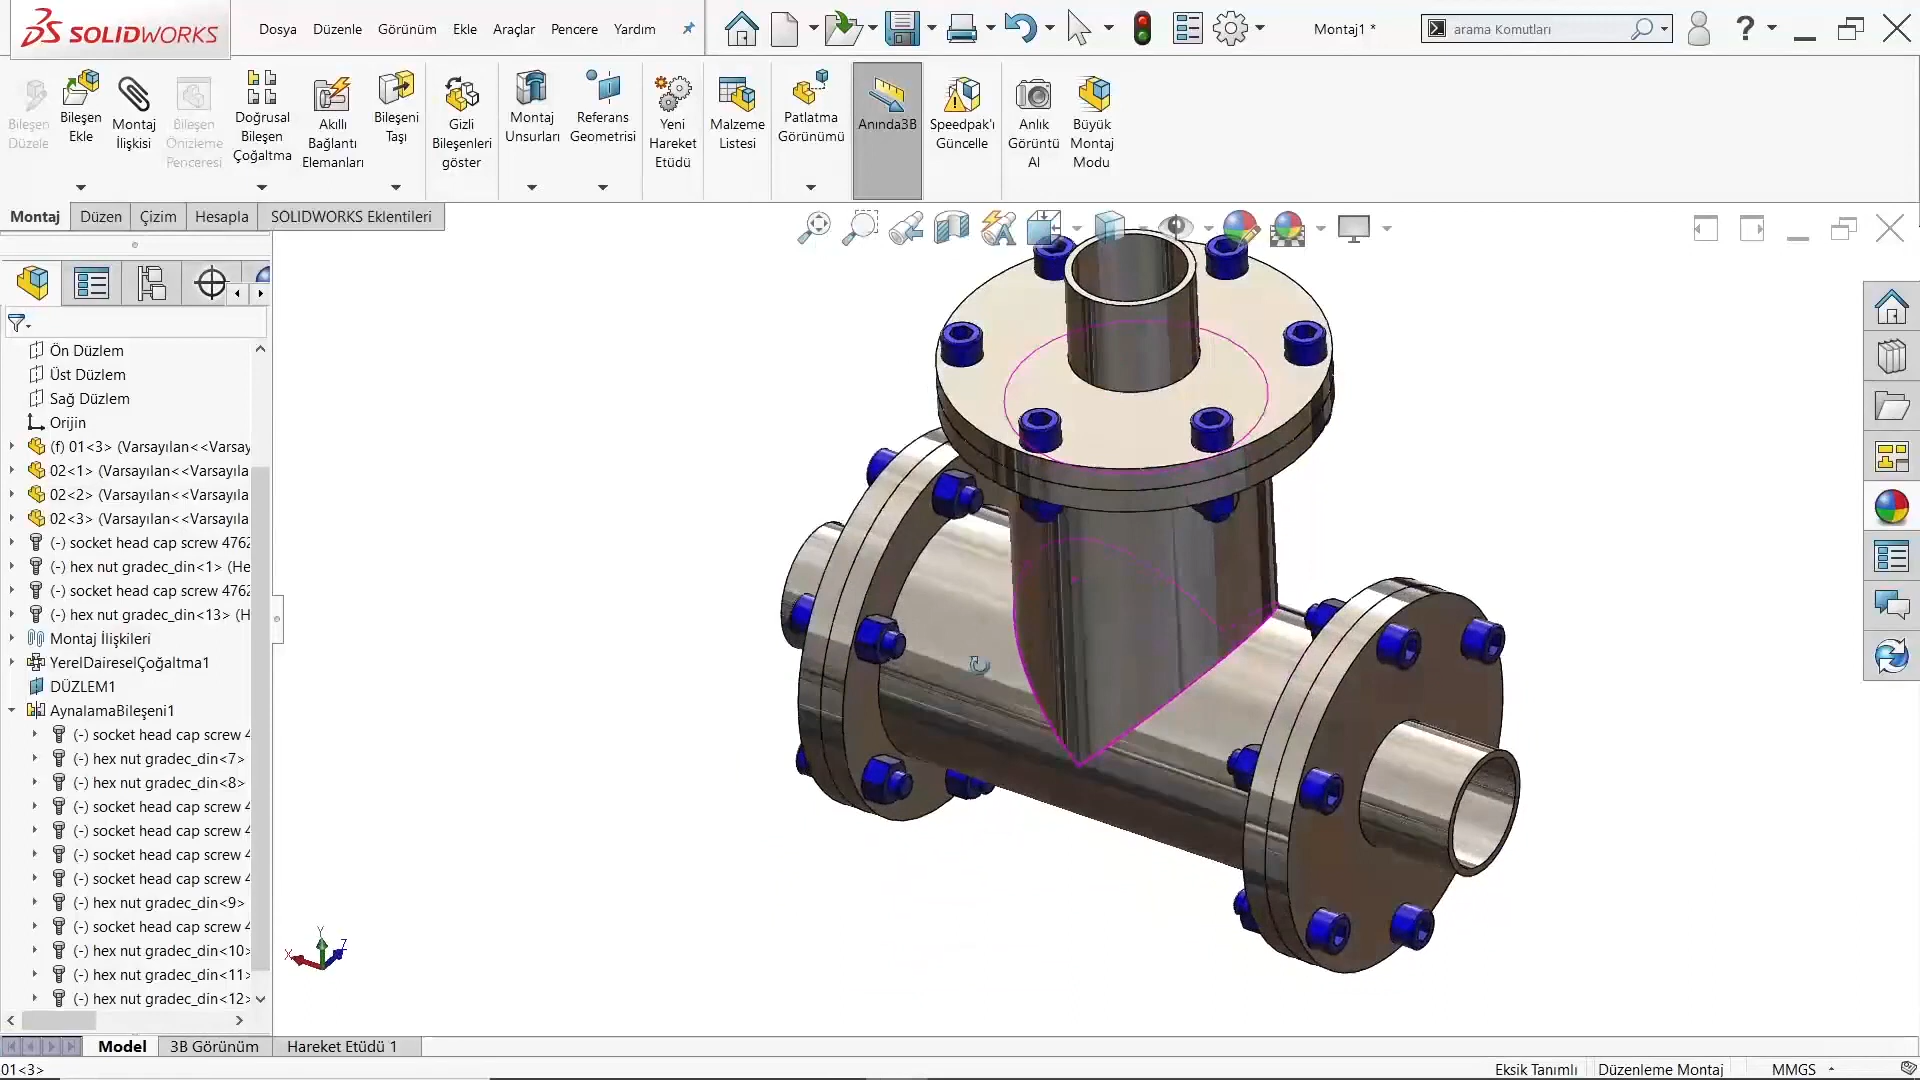 SOLIDWORKS
Dosya Düzenle Görünüm Ekle Araçlar Pencere Yardım
Montaj1 *
arama Komutları
Bileşen Düzele
Bileşen Ekle
Montaj İlişkisi
Bileşen Önizleme Penceresi
Doğrusal Bileşen Çoğaltma
Akıllı Bağlantı Elemanları
Bileşeni Taşı
Gizli Bileşenleri göster
Montaj Unsurları
Referans Geometrisi
Yeni Hareket Etüdü
Malzeme Listesi
Patlatma Görünümü
Anında3B
Speedpak'ı Güncelle
Anlık Görüntü Al
Büyük Montaj Modu
Montaj Düzen Çizim Hesapla SOLIDWORKS Eklentileri
Ön Düzlem
Üst Düzlem
Sağ Düzlem
Orijin
(f) 01<3> (Varsayılan<<Varsay
02<1> (Varsayılan<<Varsayıla
02<2> (Varsayılan<<Varsayıla
02<3> (Varsayılan<<Varsayıla
(-) socket head cap screw 4762
(-) hex nut gradec_din<1> (He
(-) socket head cap screw 4762
(-) hex nut gradec_din<13> (H
Montaj İlişkileri
YerelDaireselÇoğaltma1
DÜZLEM1
AynalamaBileşeni1
(-) socket head cap screw 4
(-) hex nut gradec_din<7>
(-) hex nut gradec_din<8>
(-) socket head cap screw 4
(-) socket head cap screw 4
(-) socket head cap screw 4
(-) socket head cap screw 4
(-) hex nut gradec_din<9>
(-) socket head cap screw 4
(-) hex nut gradec_din<10>
(-) hex nut gradec_din<11>
(-) hex nut gradec_din<12>
Y
X
Z
Model 3B Görünüm Hareket Etüdü 1
01<3>
Eksik Tanımlı Düzenleme Montaj MMGS